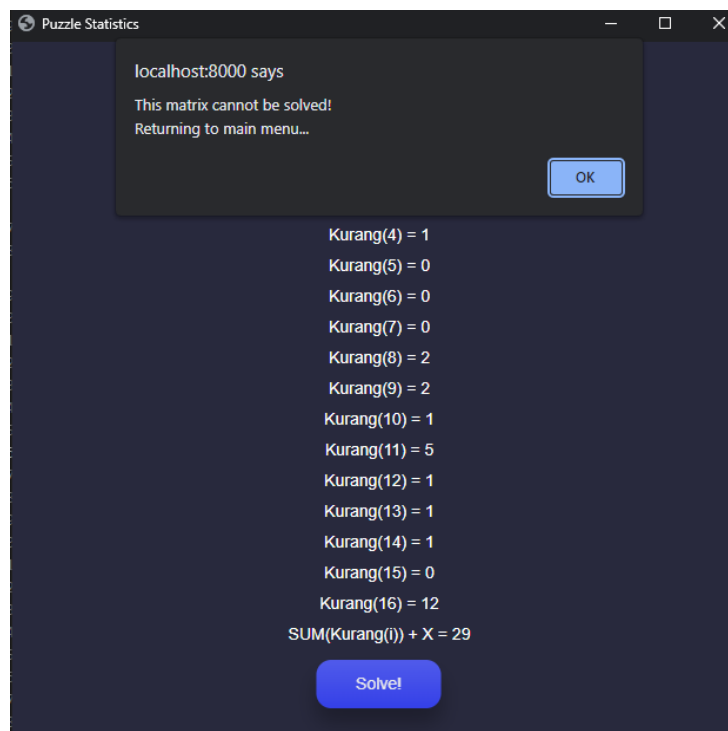 Puzzle Statistics
localhost:8000 says
This matrix cannot be solved!
Returning to main menu...
OK
Kurang(4) = 1
Kurang(5) = 0
Kurang(6) = 0
Kurang(7) = 0
Kurang(8) = 2
Kurang(9) = 2
Kurang(10) = 1
Kurang(11) = 5
Kurang(12) = 1
Kurang(13) = 1
Kurang(14) = 1
Kurang(15) = 0
Kurang(16) = 12
SUM(Kurang(i)) + X = 29
Solve!